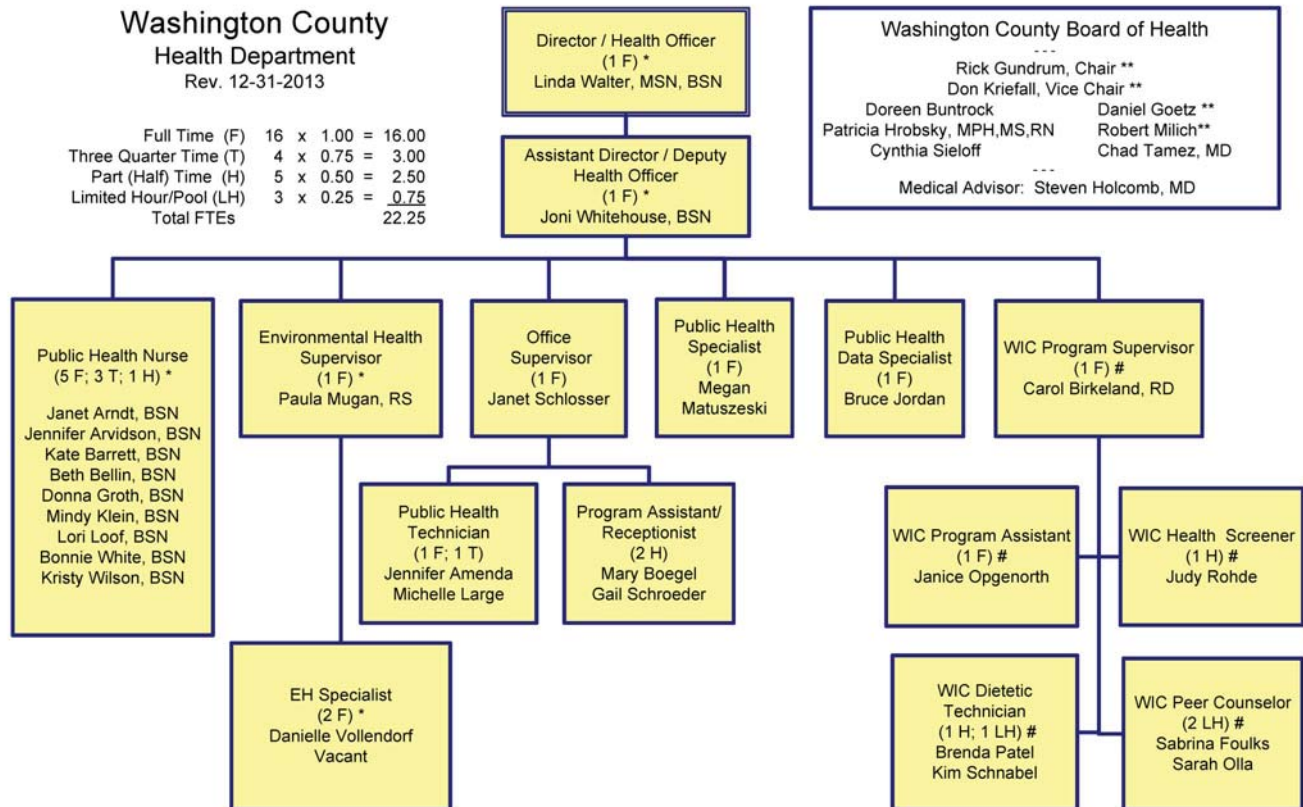 Washington County
Health Department
Rev. 12-31-2013
Full Time (F) 16 x 1.00 = 16.00
Three Quarter Time (T) 4 x 0.75 = 3.00
Part (Half) Time (H) 5 x 0.50 = 2.50
Limited Hour/Pool (LH) 3 x 0.25 = 0.75
Total FTEs 22.25
Director / Health Officer
(1 F) *
Linda Walter, MSN, BSN
Assistant Director / Deputy
Health Officer
(1 F) *
Joni Whitehouse, BSN
Washington County Board of Health
- - -
Rick Gundrum, Chair **
Don Kriefall, Vice Chair **
Doreen Buntrock Daniel Goetz **
Patricia Hrobsky, MPH,MS,RN Robert Milich**
Cynthia Sieloff Chad Tamez, MD
- - -
Medical Advisor: Steven Holcomb, MD
Public Health Nurse
(5 F; 3 T; 1 H) *
Janet Arndt, BSN
Jennifer Arvidson, BSN
Kate Barrett, BSN
Beth Bellin, BSN
Donna Groth, BSN
Mindy Klein, BSN
Lori Loof, BSN
Bonnie White, BSN
Kristy Wilson, BSN
Environmental Health
Supervisor
(1 F) *
Paula Mugan, RS
Office
Supervisor
(1 F)
Janet Schlosser
Public Health
Specialist
(1 F)
Megan
Matuszeski
Public Health
Data Specialist
(1 F)
Bruce Jordan
WIC Program Supervisor
(1 F) #
Carol Birkeland, RD
Public Health
Technician
(1 F; 1 T)
Jennifer Amenda
Michelle Large
Program Assistant/
Receptionist
(2 H)
Mary Boegel
Gail Schroeder
WIC Program Assistant
(1 F) #
Janice Opgenorth
WIC Health Screener
(1 H) #
Judy Rohde
EH Specialist
(2 F) *
Danielle Vollendorf
Vacant
WIC Dietetic
Technician
(1 H; 1 LH) #
Brenda Patel
Kim Schnabel
WIC Peer Counselor
(2 LH) #
Sabrina Foulks
Sarah Olla